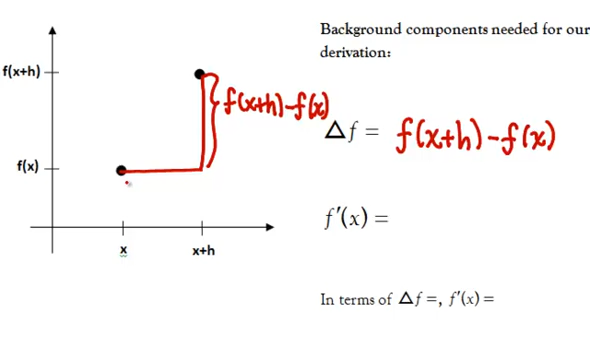 Background components needed for our
derivation:
f(x+h)
f(x+h)-f(x)
Δf = f(x+h)-f(x)
f(x)
f'(x) =
x
x+h
In terms of Δf =, f'(x) =